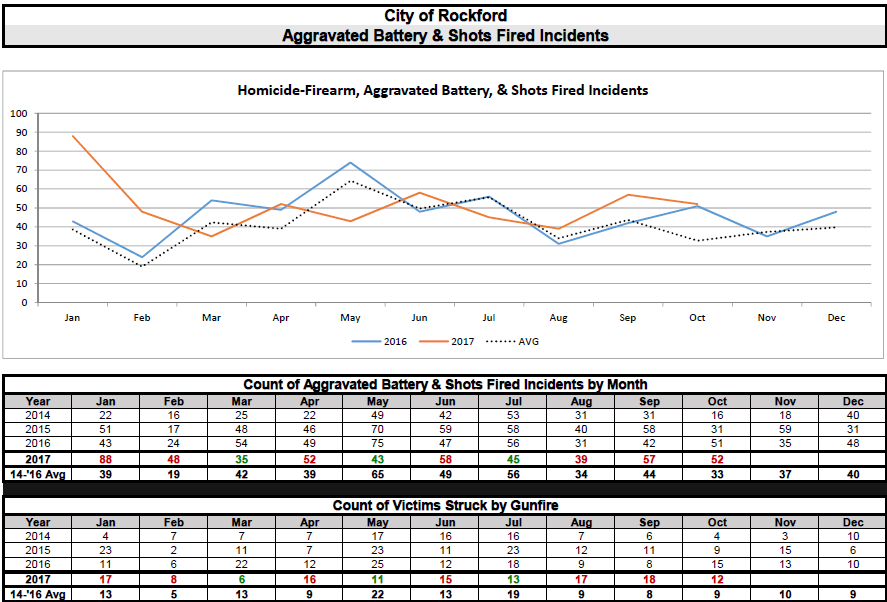 City of Rockford
Aggravated Battery & Shots Fired Incidents
Homicide-Firearm, Aggravated Battery, & Shots Fired Incidents
100
90
80
70
60
50
40
30
20
10
0
Jan Feb Mar Apr May Jun Jul Aug Sep Oct Nov Dec
2016 2017 AVG
Count of Aggravated Battery & Shots Fired Incidents by Month
Year Jan Feb Mar Apr May Jun Jul Aug Sep Oct Nov Dec
2014 22 16 25 22 49 42 53 31 31 16 18 40
2015 51 17 48 46 70 59 58 40 58 31 59 31
2016 43 24 54 49 75 47 56 31 42 51 35 48
2017 88 48 35 52 43 58 45 39 57 52
14-'16 Avg 39 19 42 39 65 49 56 34 44 33 37 40
Count of Victims Struck by Gunfire
Year Jan Feb Mar Apr May Jun Jul Aug Sep Oct Nov Dec
2014 4 7 7 7 17 16 16 7 6 4 3 10
2015 23 2 11 7 23 11 23 12 11 9 15 6
2016 11 6 22 12 25 12 18 9 8 15 13 10
2017 17 8 6 16 11 15 13 17 18 12
14-'16 Avg 13 5 13 9 22 13 19 9 8 9 10 9